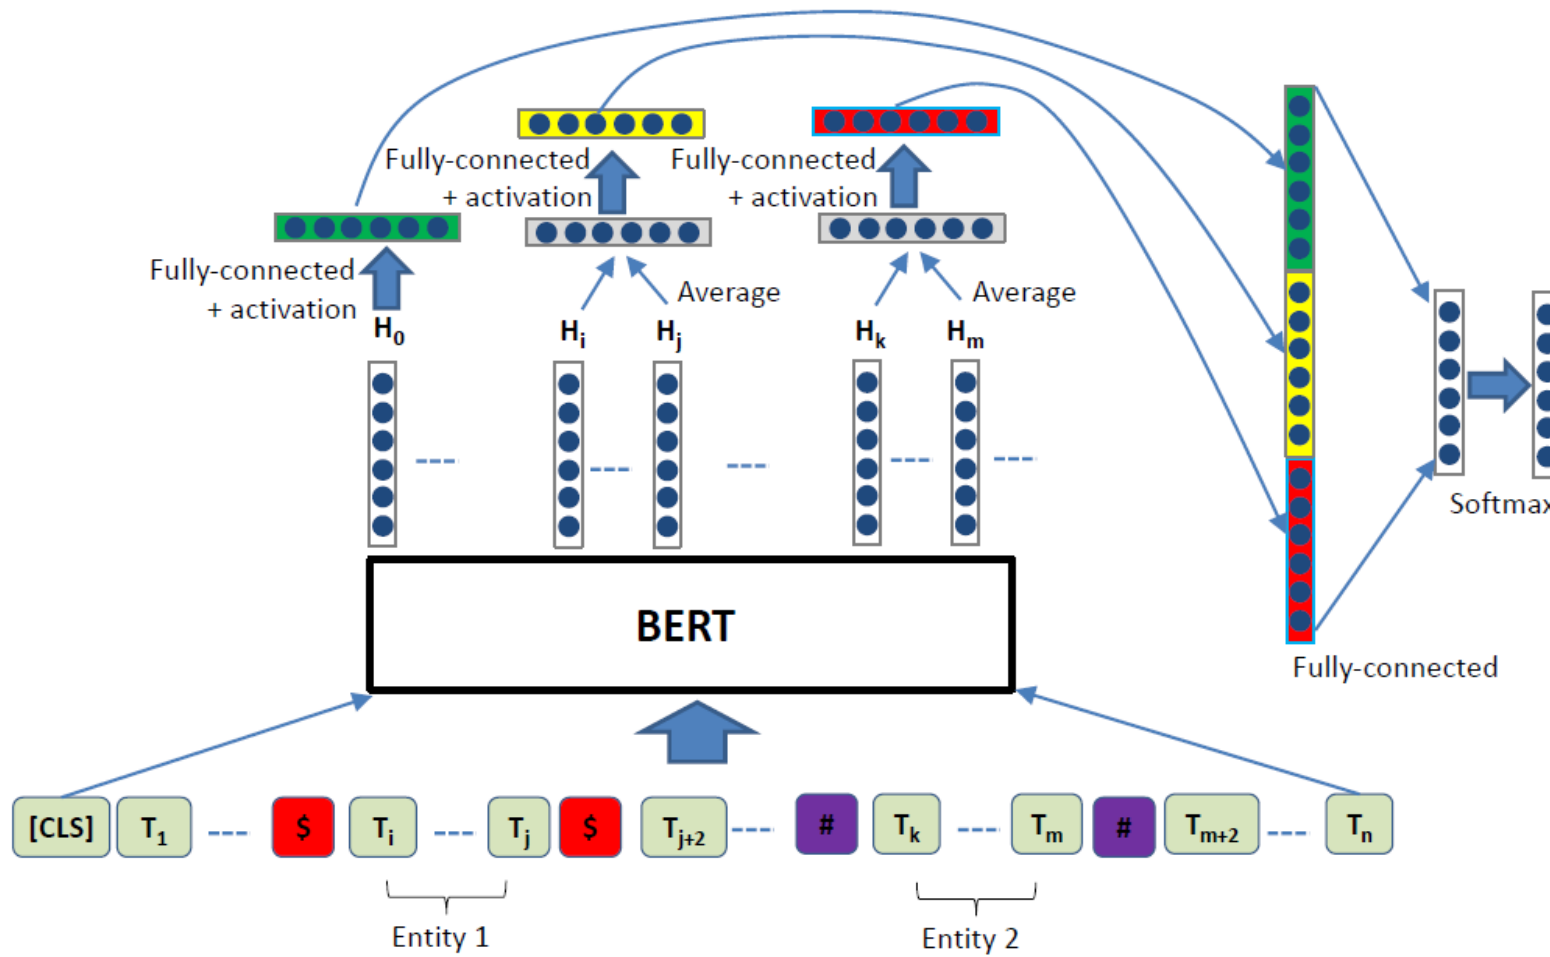 Fully-connected
+ activation
Fully-connected
+ activation
Fully-connected
+ activation
Average
Average
H0
Hi
Hj
Hk
Hm
Softmax
BERT
Fully-connected
[CLS] T1 $ Ti Tj $ Tj+2 # Tk Tm # Tm+2 Tn
Entity 1
Entity 2